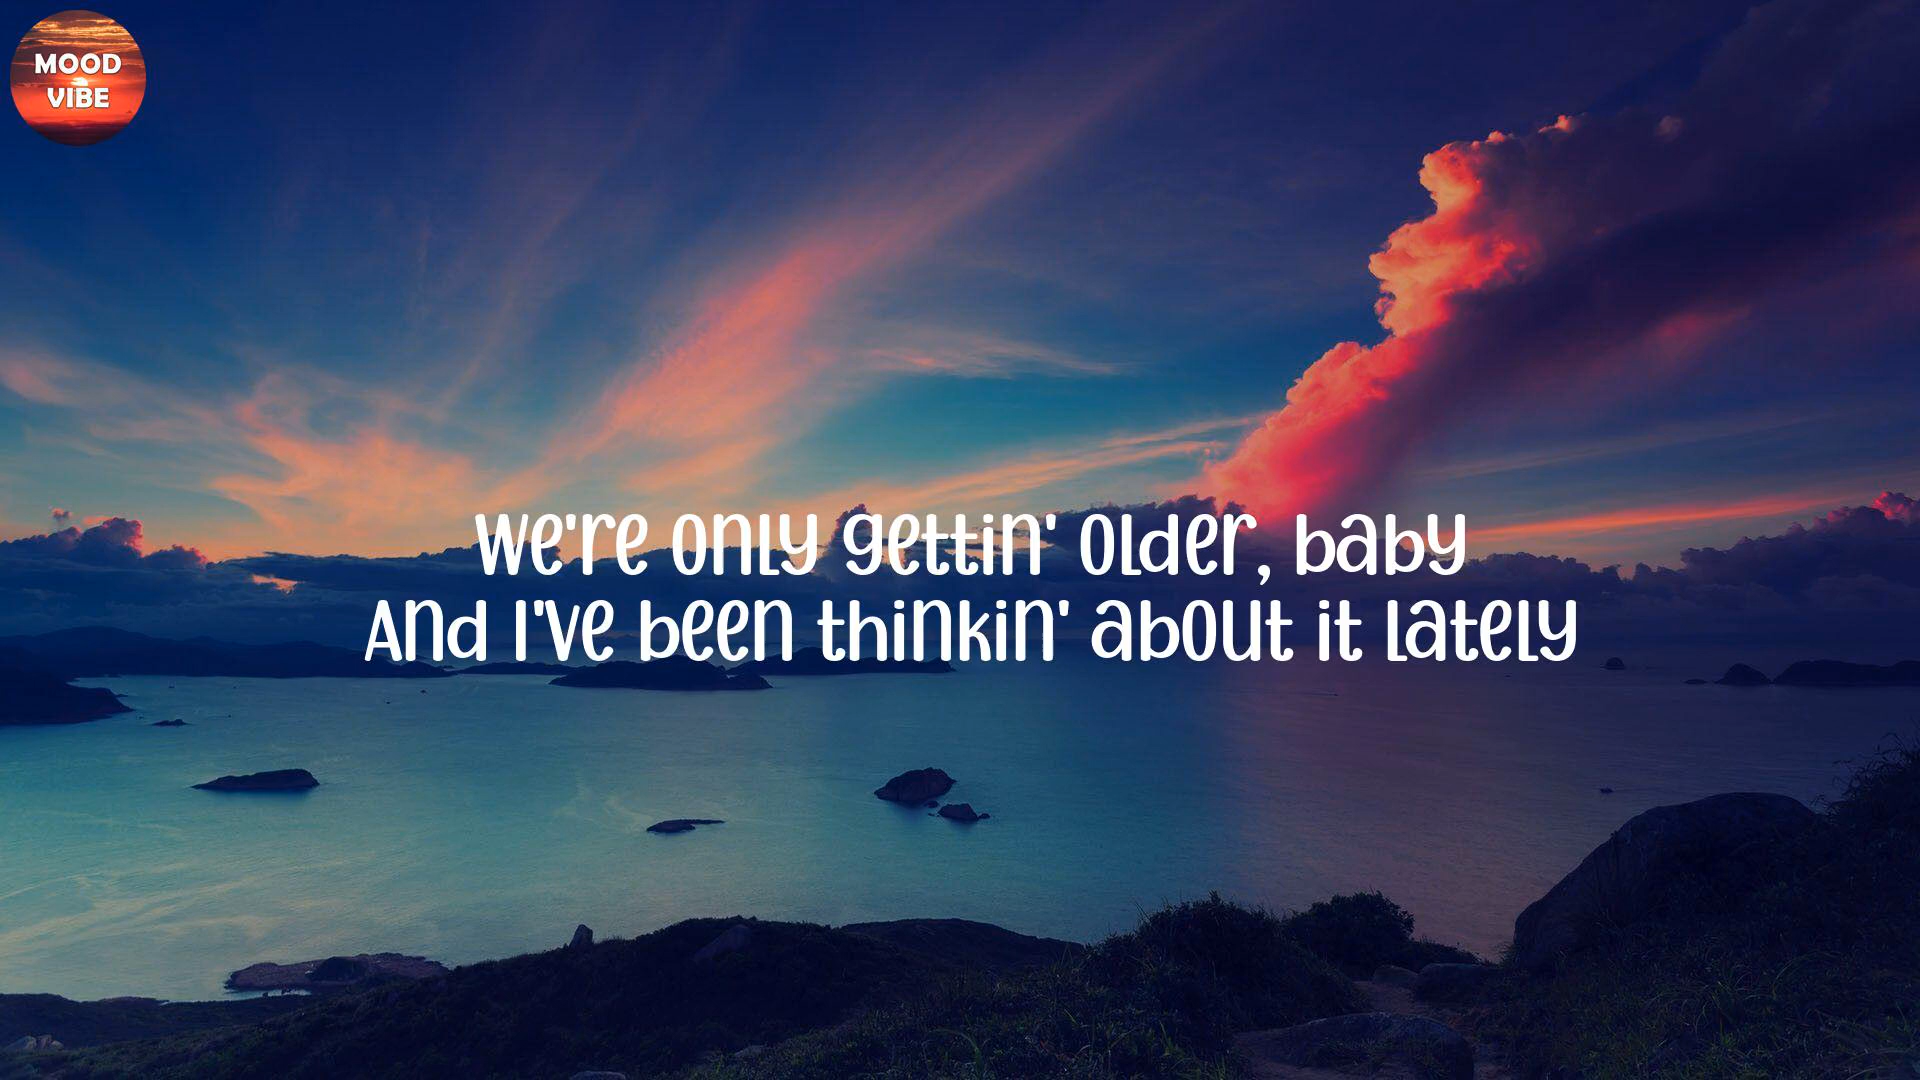 MOOD
VIBE
We're only gettin' older, baby
And I've been thinkin' about it lately